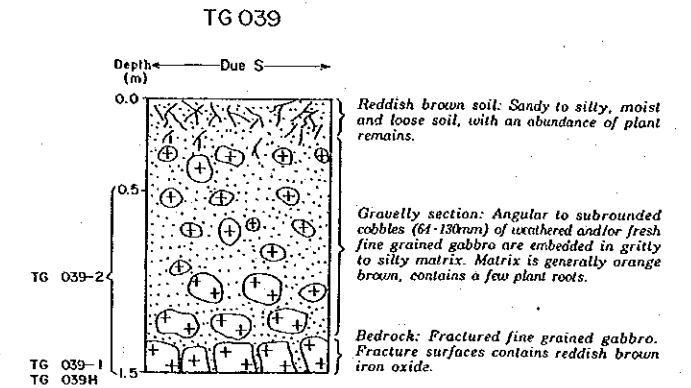 TG 039
Depth
Due S
(m)
0.0
Reddish brown soil: Sandy to silty, moist
and loose soil, with an abundance of plant
remains.
0.5
Gravelly section: Angular to subrounded
cobbles (64-130mm) of weathered and/or fresh
fine grained gabbro are embedded in gritty
to silty matrix. Matrix is generally orange
brown, contains a few plant roots.
TG 039-2
Bedrock: Fractured fine grained gabbro.
Fracture surfaces contains reddish brown
iron oxide.
TG 039-1
1.5
TG 039H